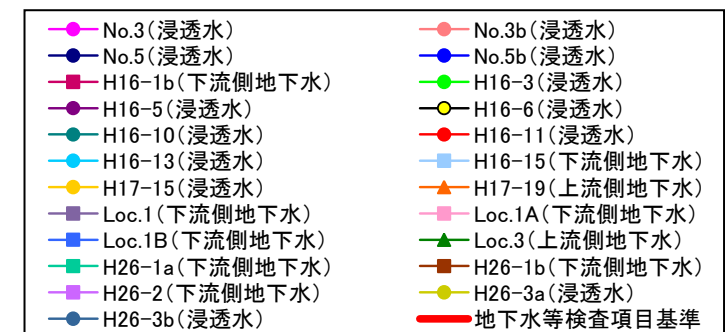 No.3(浸透水) No.3b(浸透水)
No.5(浸透水) No.5b(浸透水)
H16-1b(下流側地下水) H16-3(浸透水)
H16-5(浸透水) H16-6(浸透水)
H16-10(浸透水) H16-11(浸透水)
H16-13(浸透水) H16-15(下流側地下水)
H17-15(浸透水) H17-19(上流側地下水)
Loc.1(下流側地下水) Loc.1A(下流側地下水)
Loc.1B(下流側地下水) Loc.3(上流側地下水)
H26-1a(下流側地下水) H26-1b(下流側地下水)
H26-2(下流側地下水) H26-3a(浸透水)
H26-3b(浸透水) 地下水等検査項目基準